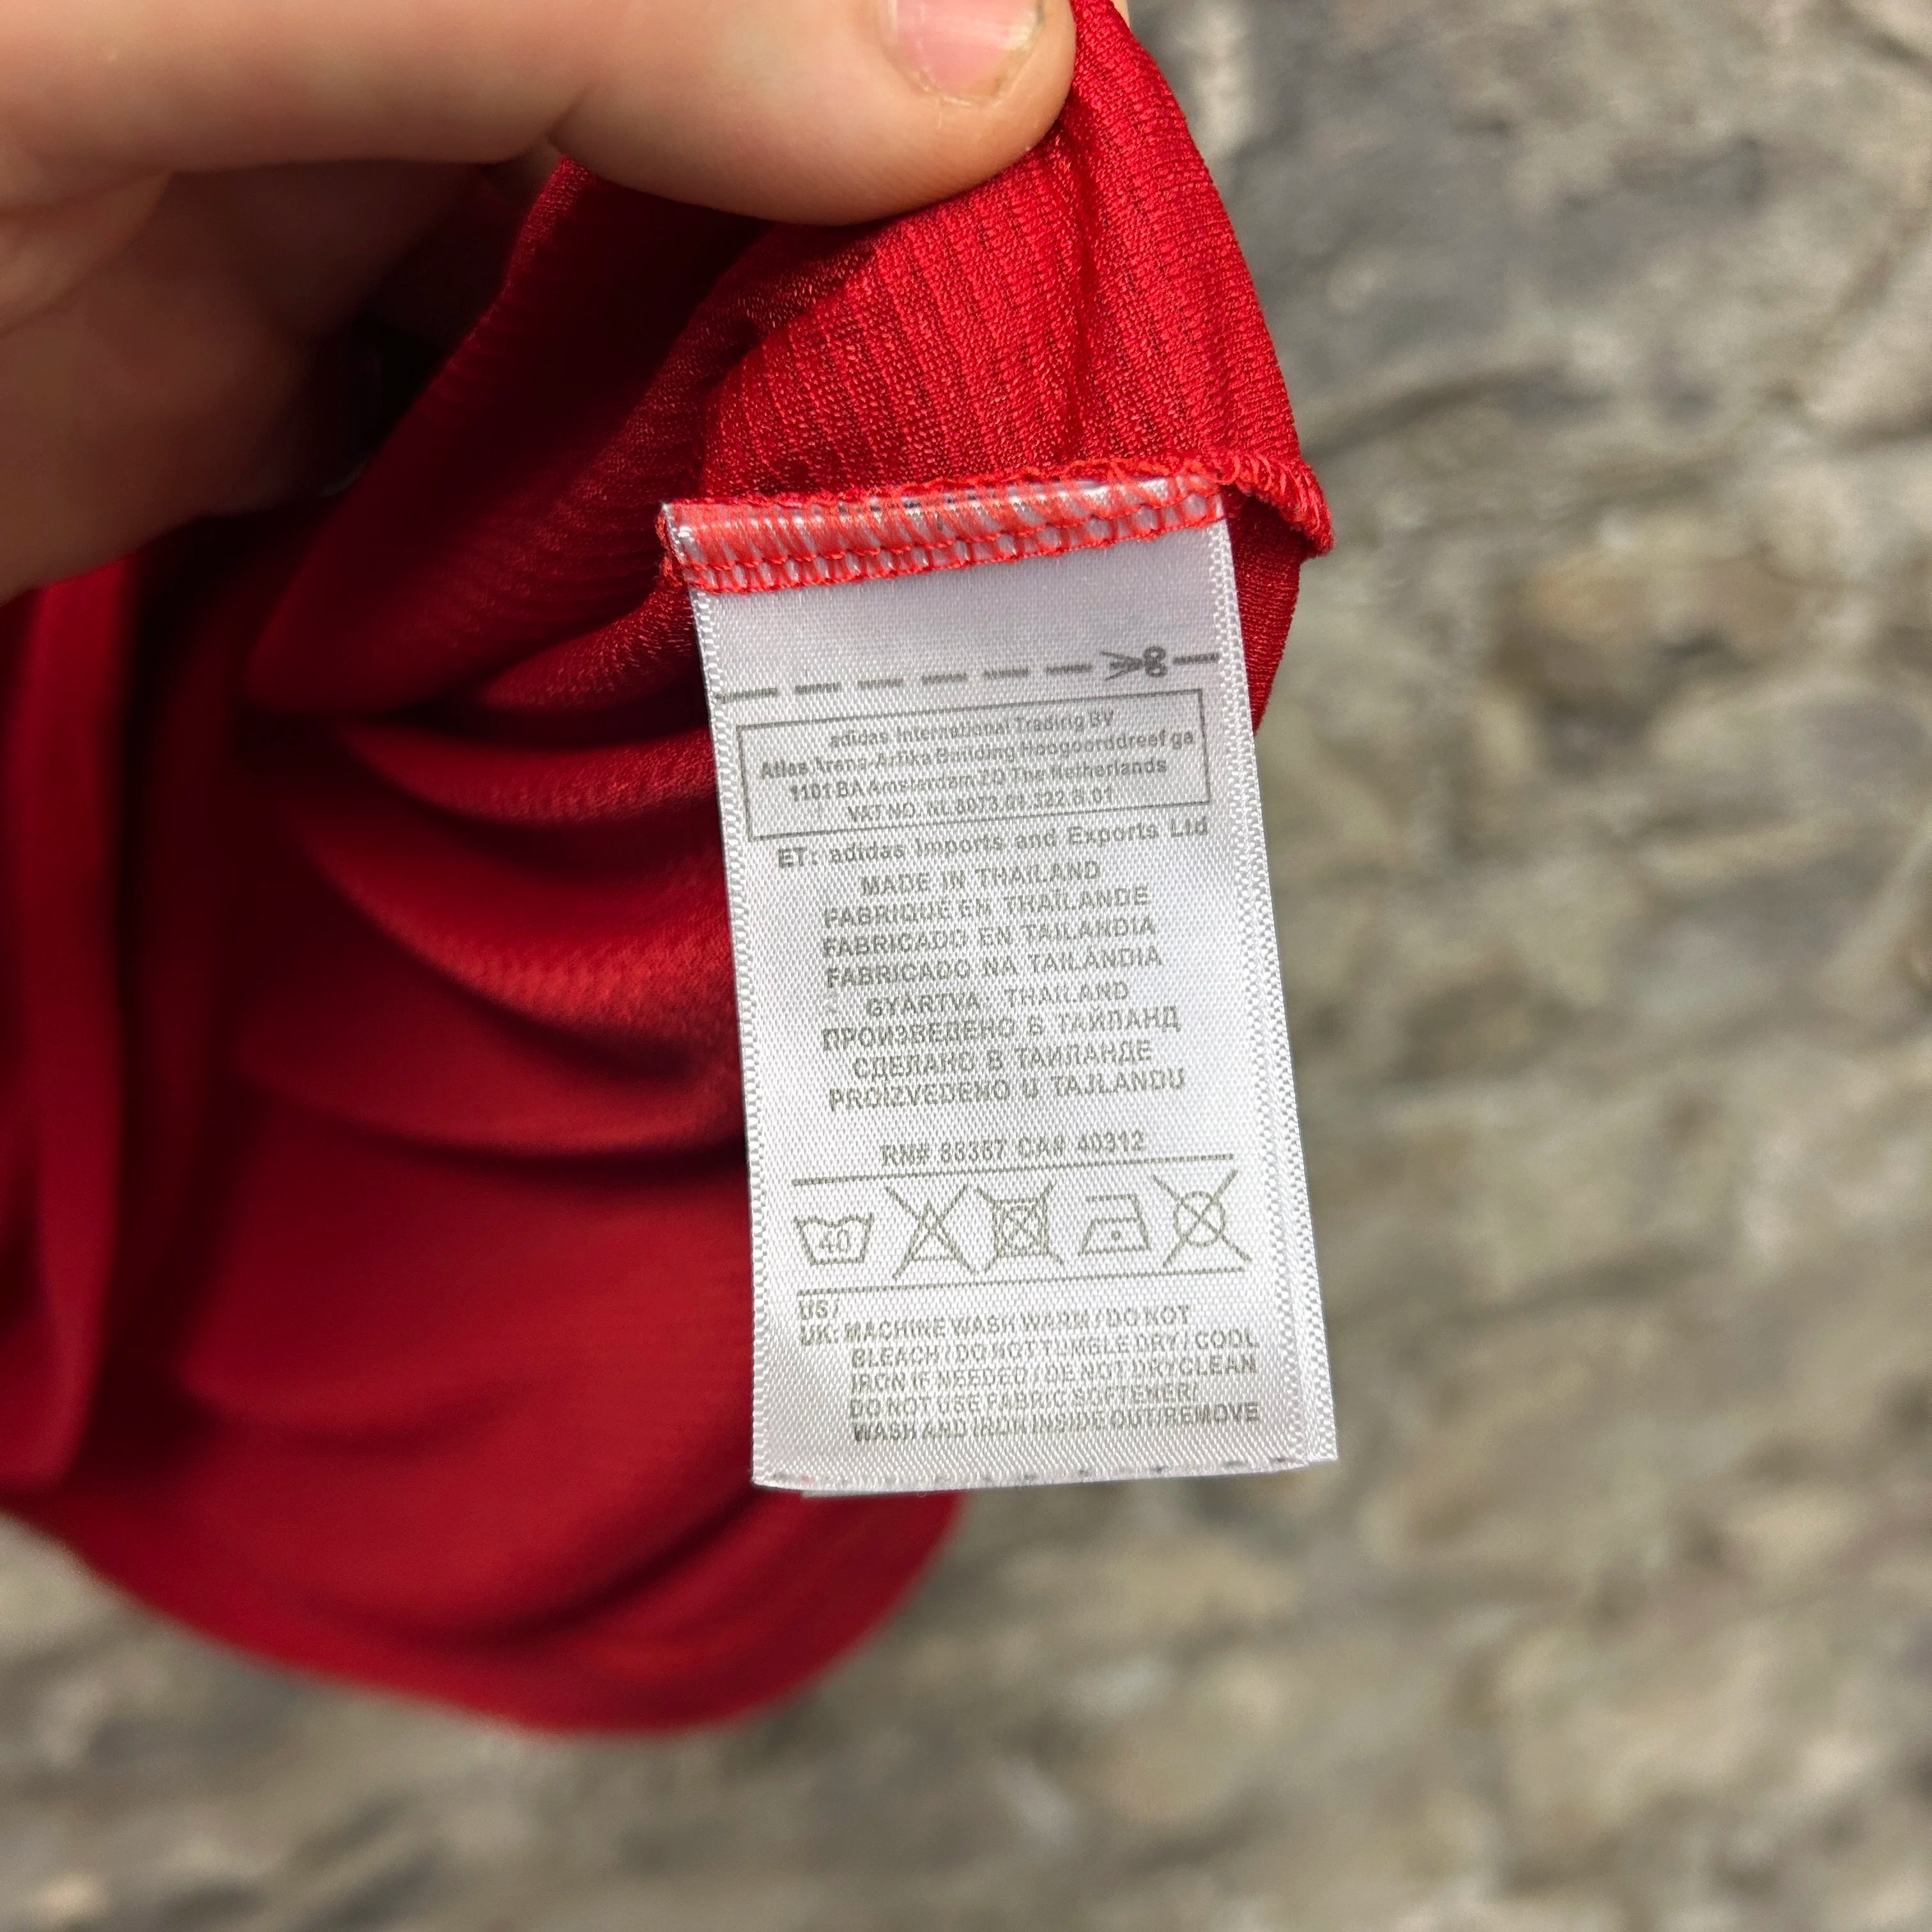 adidas International Trading BV
Atlas Arena, Afrika Building Hoogoorddreef 9a
1101 BA Amsterdam ZO The Netherlands
VAT NO: NL 8073.01.322.B.01
ET: adidas Imports and Exports Ltd
MADE IN THAILAND
FABRIQUÉ EN THAÏLANDE
FABRICADO EN TAILANDIA
FABRICADO NA TAILÂNDIA
GYÁRTVA: THAILAND
ПРОИЗВЕДЕНО В ТАЙЛАНД
СДЕЛАНО В ТАИЛАНДЕ
PROIZVEDENO U TAJLANDU
RN# 88387 CA# 40312
40
US/
UK: MACHINE WASH WARM / DO NOT
BLEACH / DO NOT TUMBLE DRY / COOL
IRON IF NEEDED / DO NOT DRYCLEAN
DO NOT USE FABRIC SOFTENER/
WASH AND IRON INSIDE OUT/REMOVE